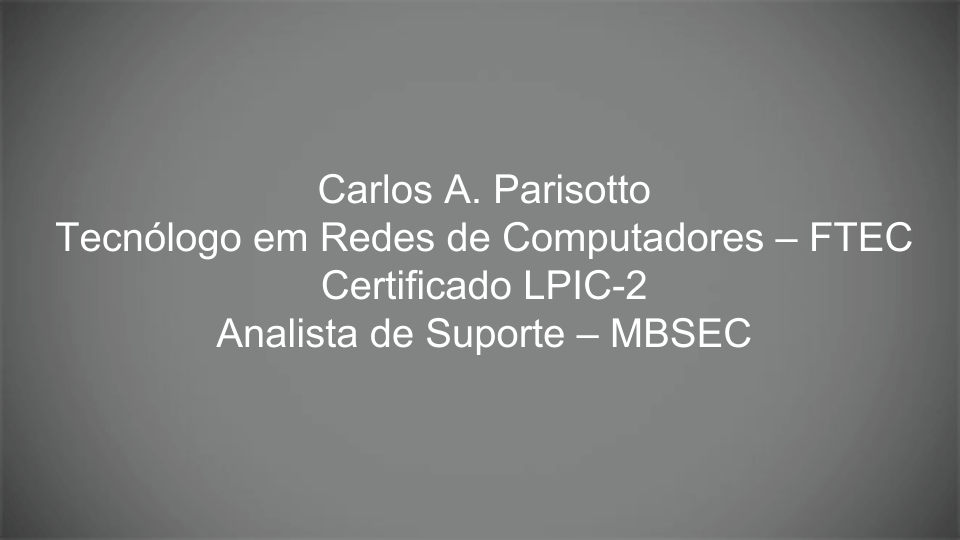 Carlos A. Parisotto
Tecnólogo em Redes de Computadores – FTEC
Certificado LPIC-2
Analista de Suporte – MBSEC